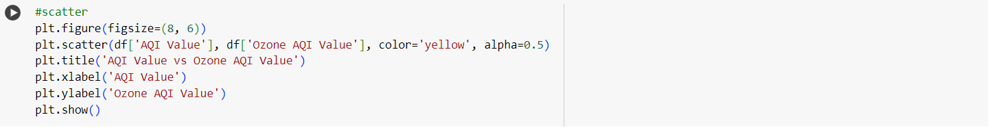 #scatter
plt.figure(figsize=(8, 6))
plt.scatter(df['AQI Value'], df['Ozone AQI Value'], color='yellow', alpha=0.5)
plt.title('AQI Value vs Ozone AQI Value')
plt.xlabel('AQI Value')
plt.ylabel('Ozone AQI Value')
plt.show()